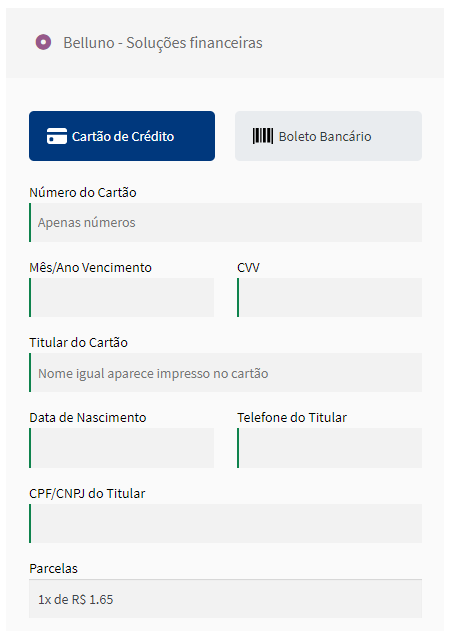 Belluno - Soluções financeiras
Cartão de Crédito
Boleto Bancário
Número do Cartão
Apenas números
Mês/Ano Vencimento
CVV
Titular do Cartão
Nome igual aparece impresso no cartão
Data de Nascimento
Telefone do Titular
CPF/CNPJ do Titular
Parcelas
1x de R$ 1.65